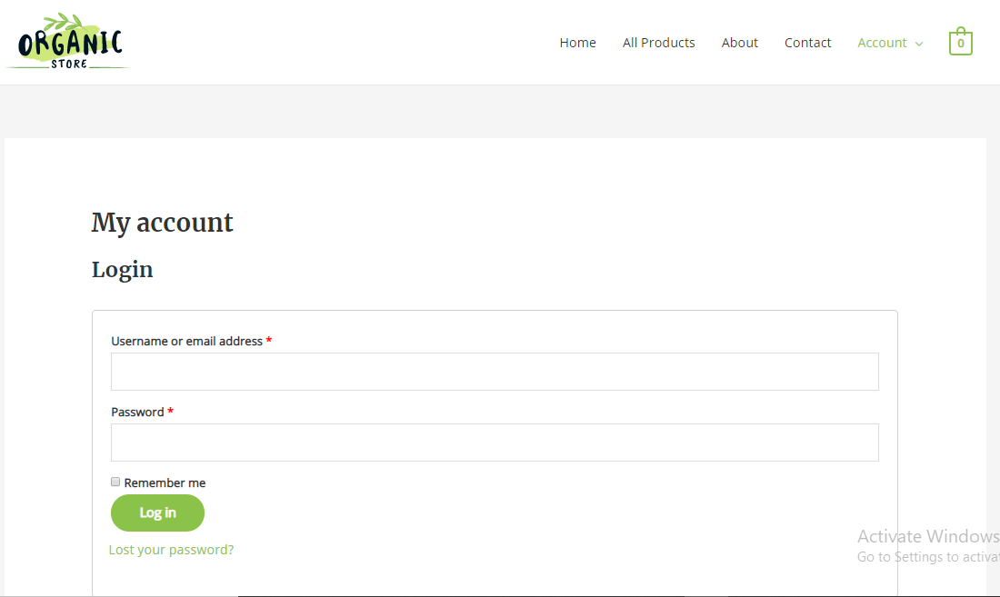 ORGANIC
STORE
Home All Products About Contact Account 0
My account
Login
Username or email address *
Password *
Remember me
Log in
Lost your password?
Activate Windows
Go to Settings to activat